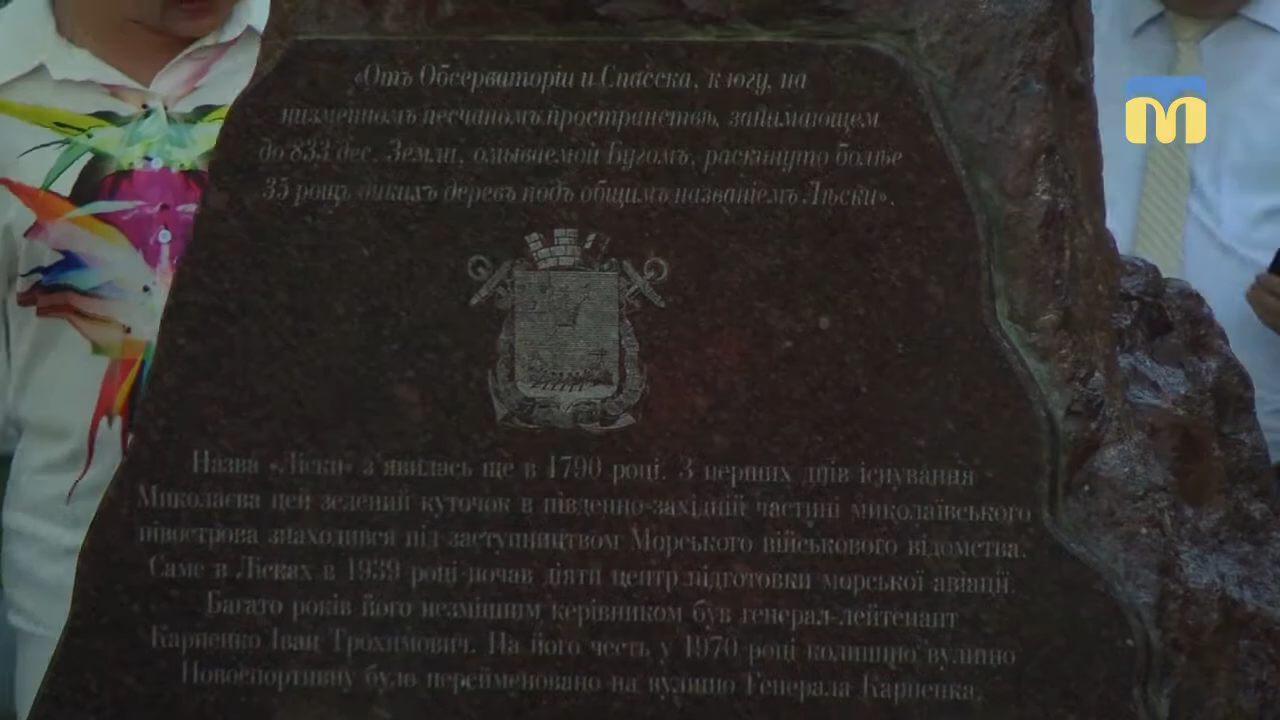 «Отъ Обсерваторіи и Спасска, к югу, на
низменномъ песчаномъ пространствѣ, занимающем
до 833 дес. Земли, омываемой Бугомъ, раскинуто болѣе
35 рощъ дикихъ деревъ подъ общимъ названіемъ Лѣски».
Назва «Ліски» з'явилась ще в 1790 році. З перших днів існування
Миколаєва цей зелений куточок в південно-західній частині миколаївського
півострова знаходився під заступництвом Морського військового відомства.
Саме в Лісках в 1939 році почав діяти центр підготовки морської авіації.
Багато років його незмішим керівником був генерал-лейтенант
Карпенко Іван Трохимович. На його честь у 1970 році колишню вулицю
Новоспортивну було перейменовано на вулицю Генерала Карпенка.
m